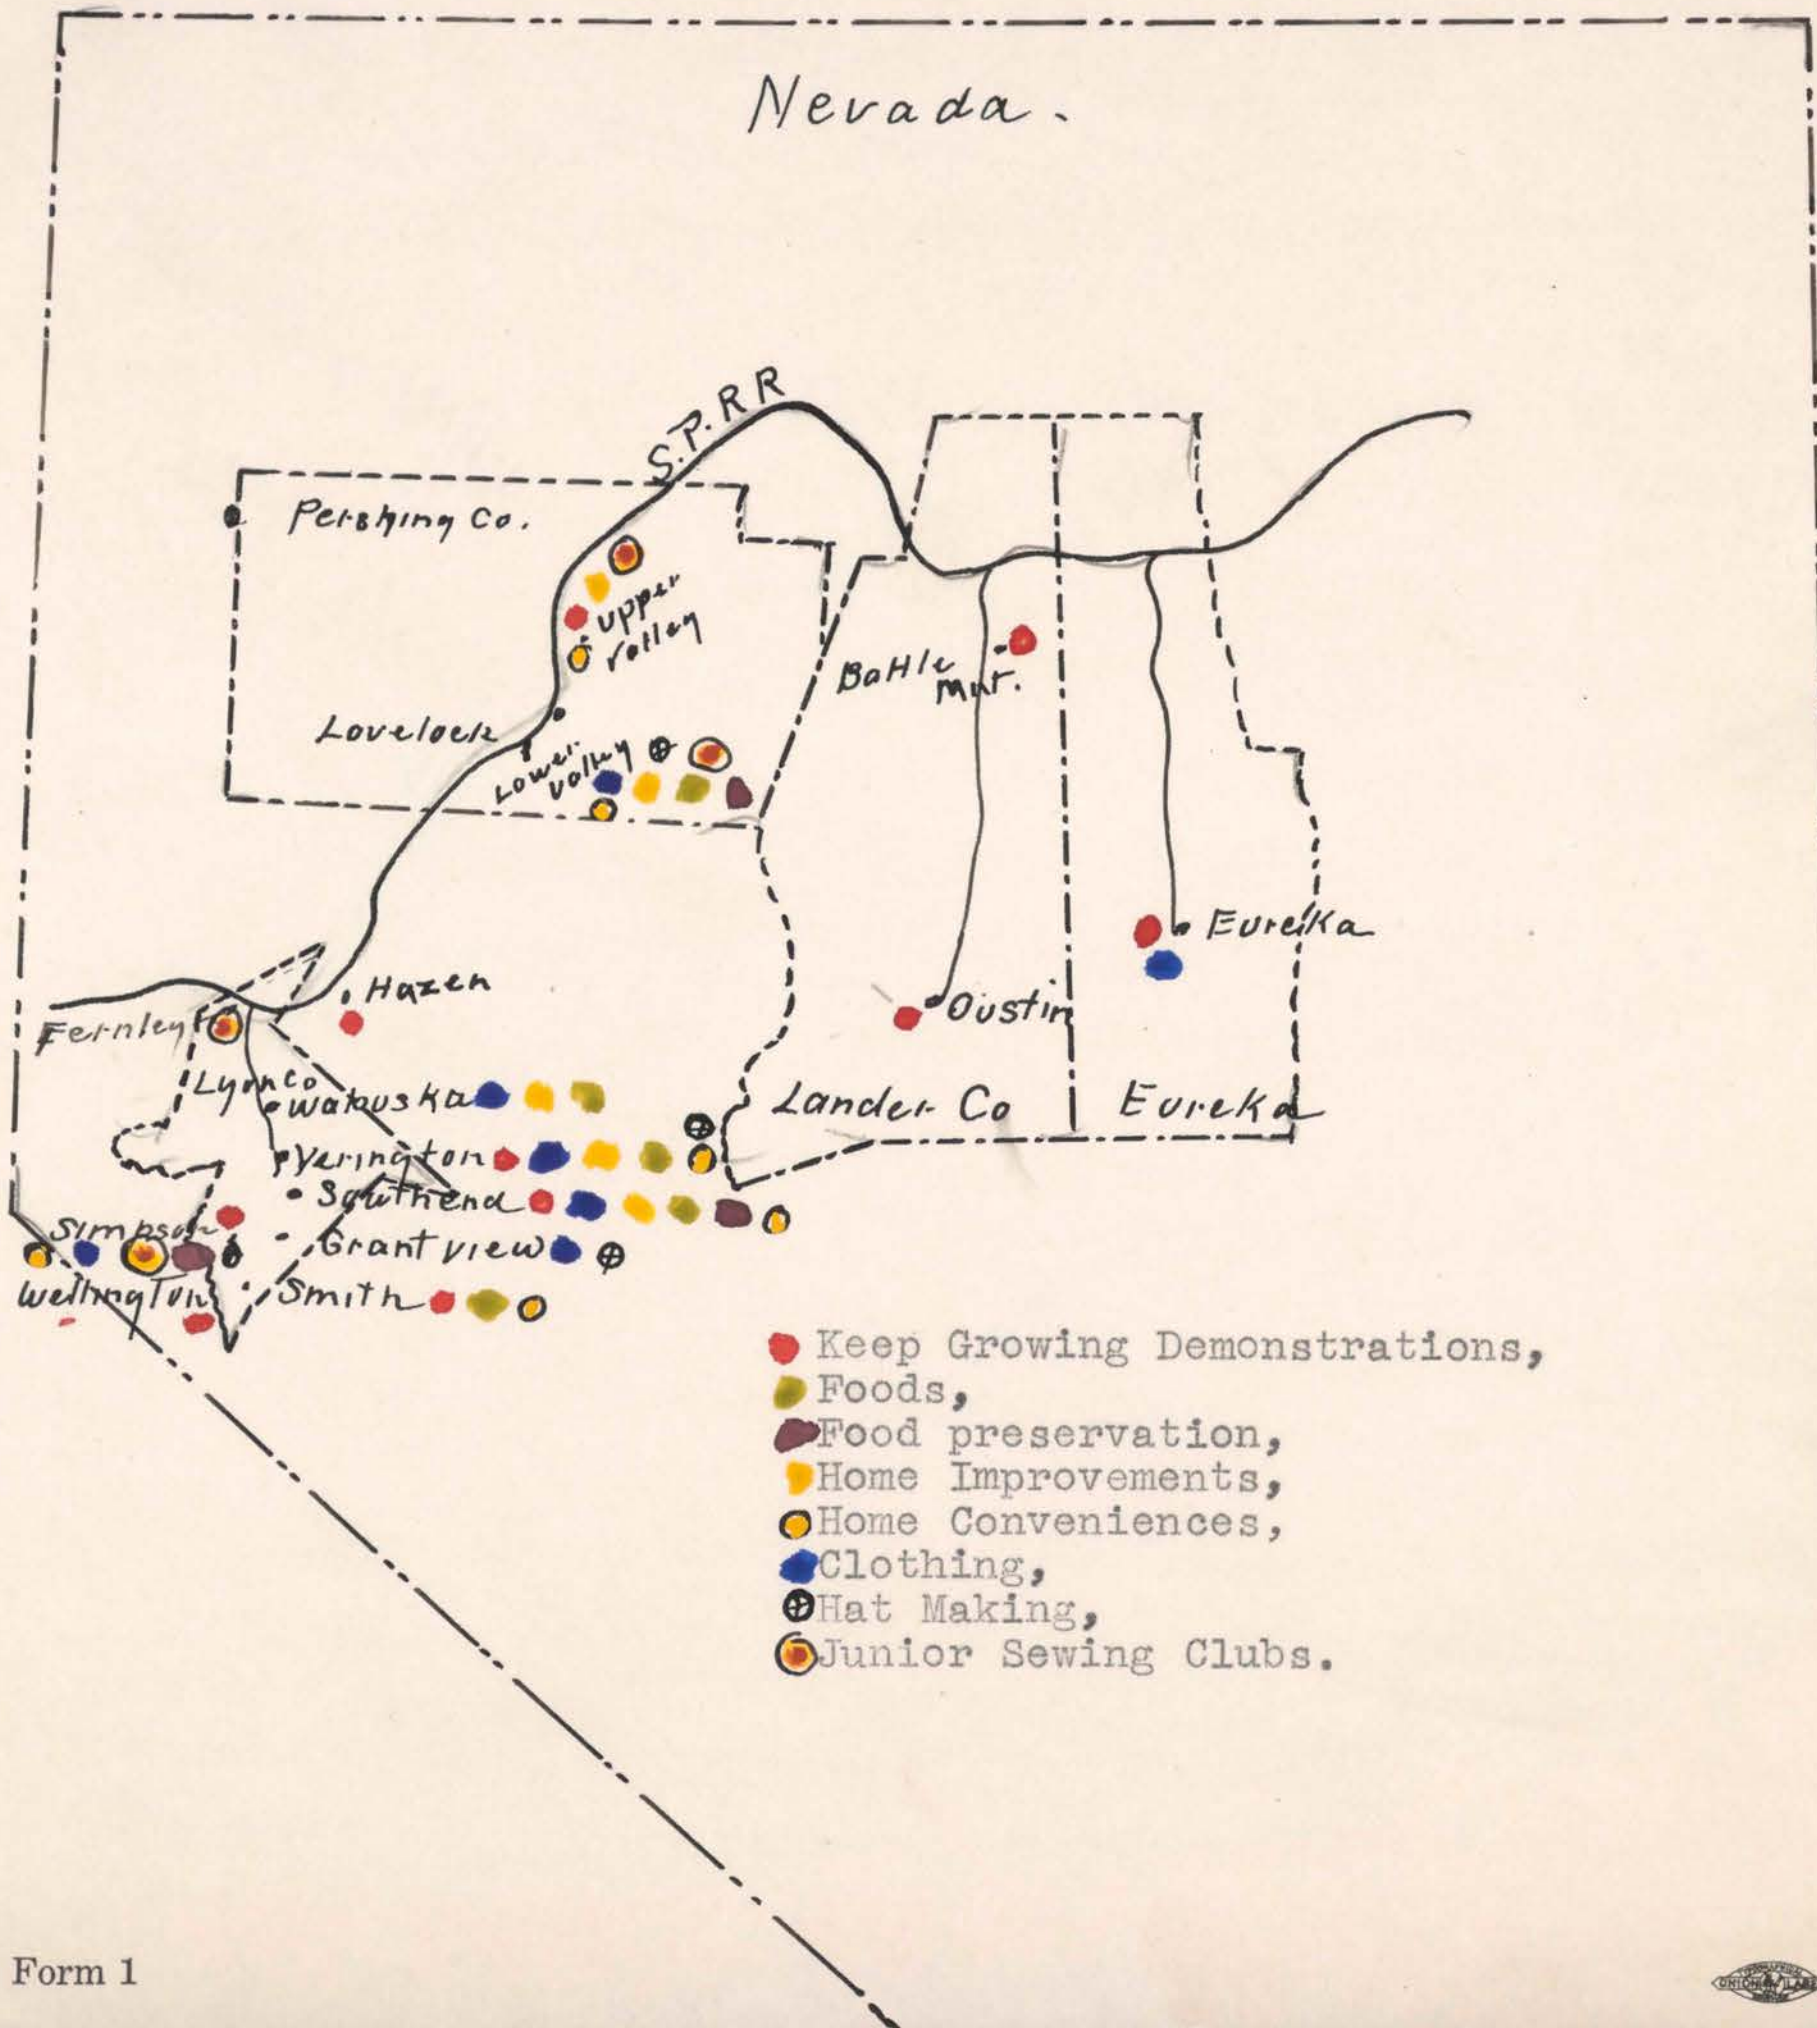 Nevada.
S.P.RR
Pershing Co.
Upper
Valley
Battle
Mnt.
Lovelock
Lower
Valley
Eureka
Hazen
Oustin
Fernley
Lyon Co
Wabuska
Lander Co
Eureka
Yerington
Southend
Simpson
Grant view
Wellington
Smith
Keep Growing Demonstrations,
Foods,
Food preservation,
Home Improvements,
Home Conveniences,
Clothing,
Hat Making,
Junior Sewing Clubs.
Form 1